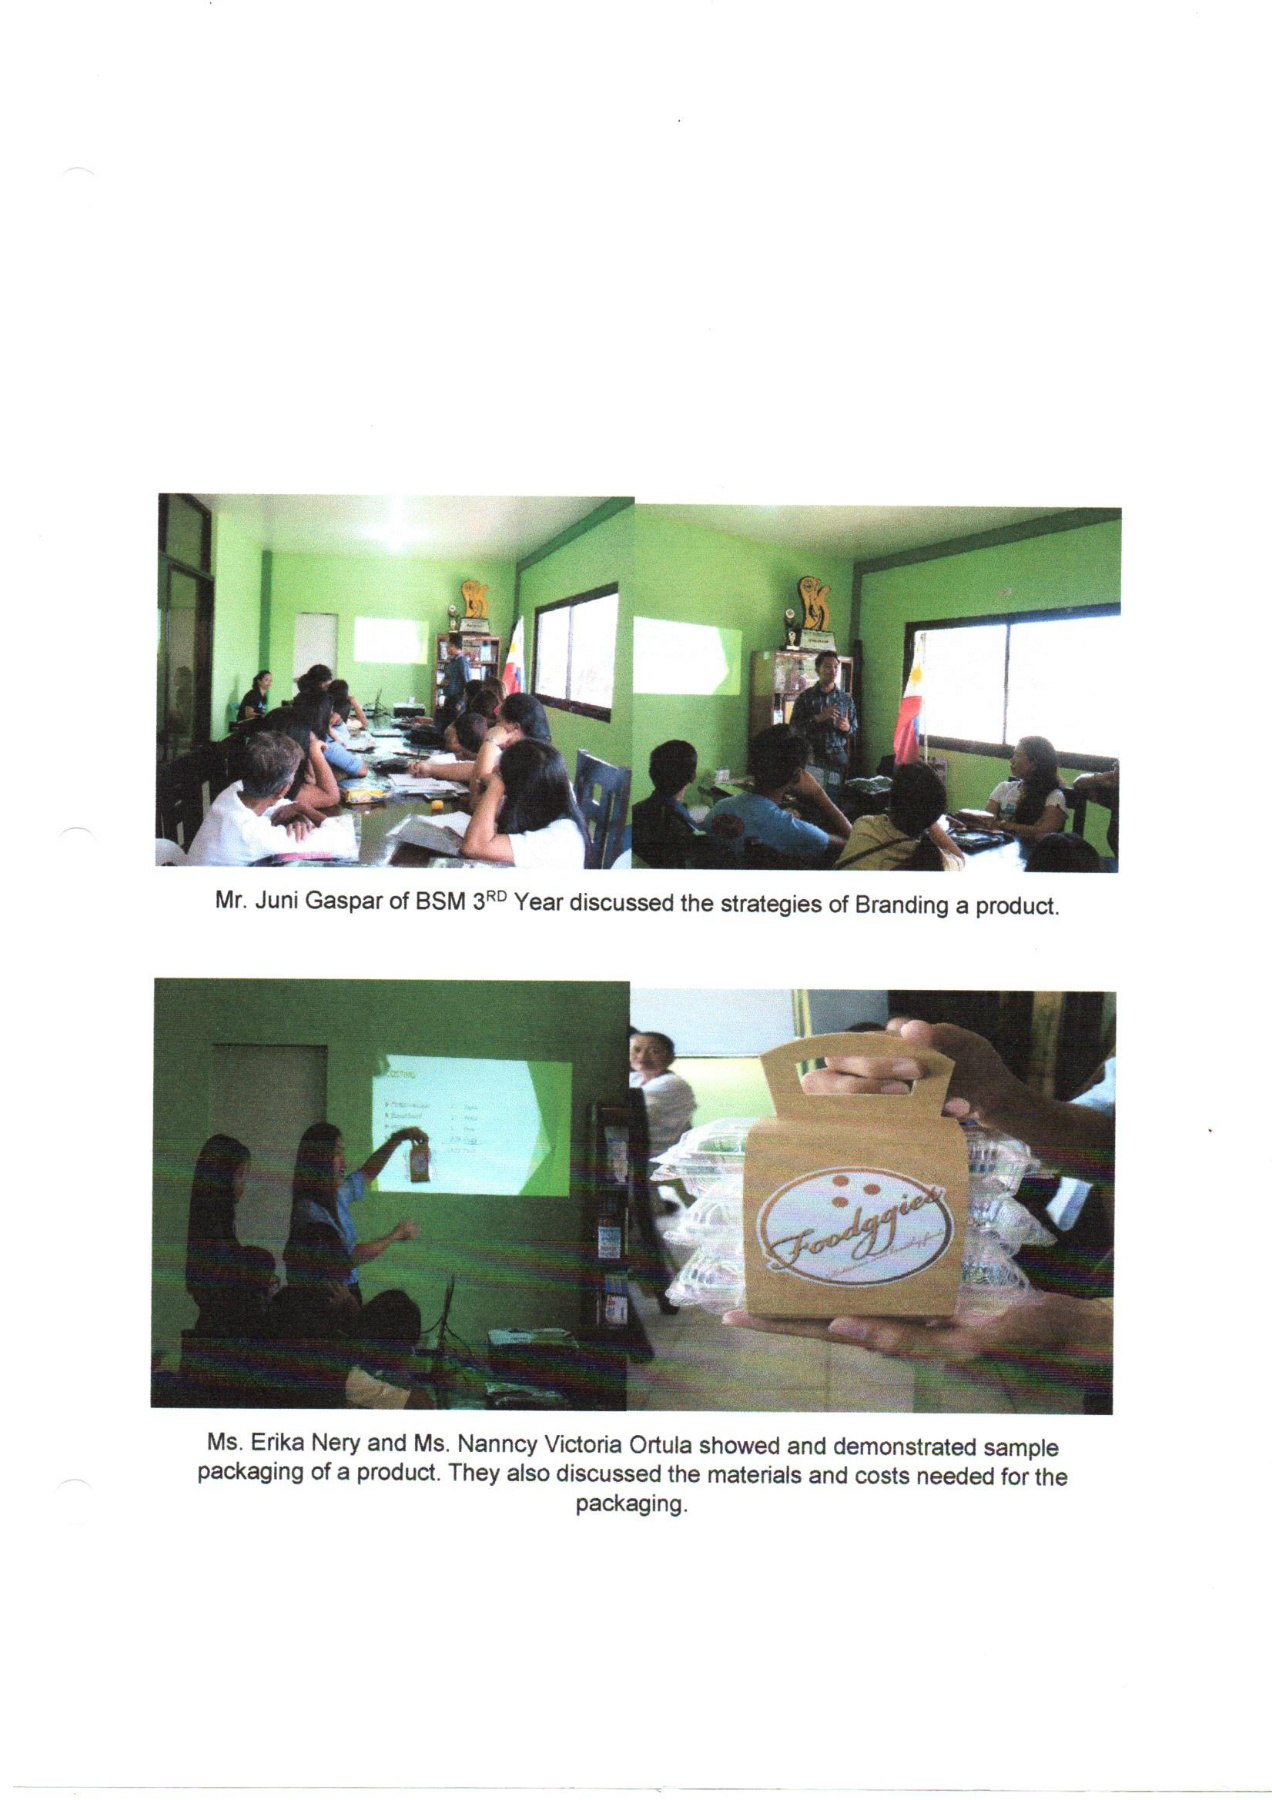 Mr. Juni Gaspar of BSM 3RD Year discussed the strategies of Branding a product.
Foodggies
Ms. Erika Nery and Ms. Nanncy Victoria Ortula showed and demonstrated sample
packaging of a product. They also discussed the materials and costs needed for the
packaging.